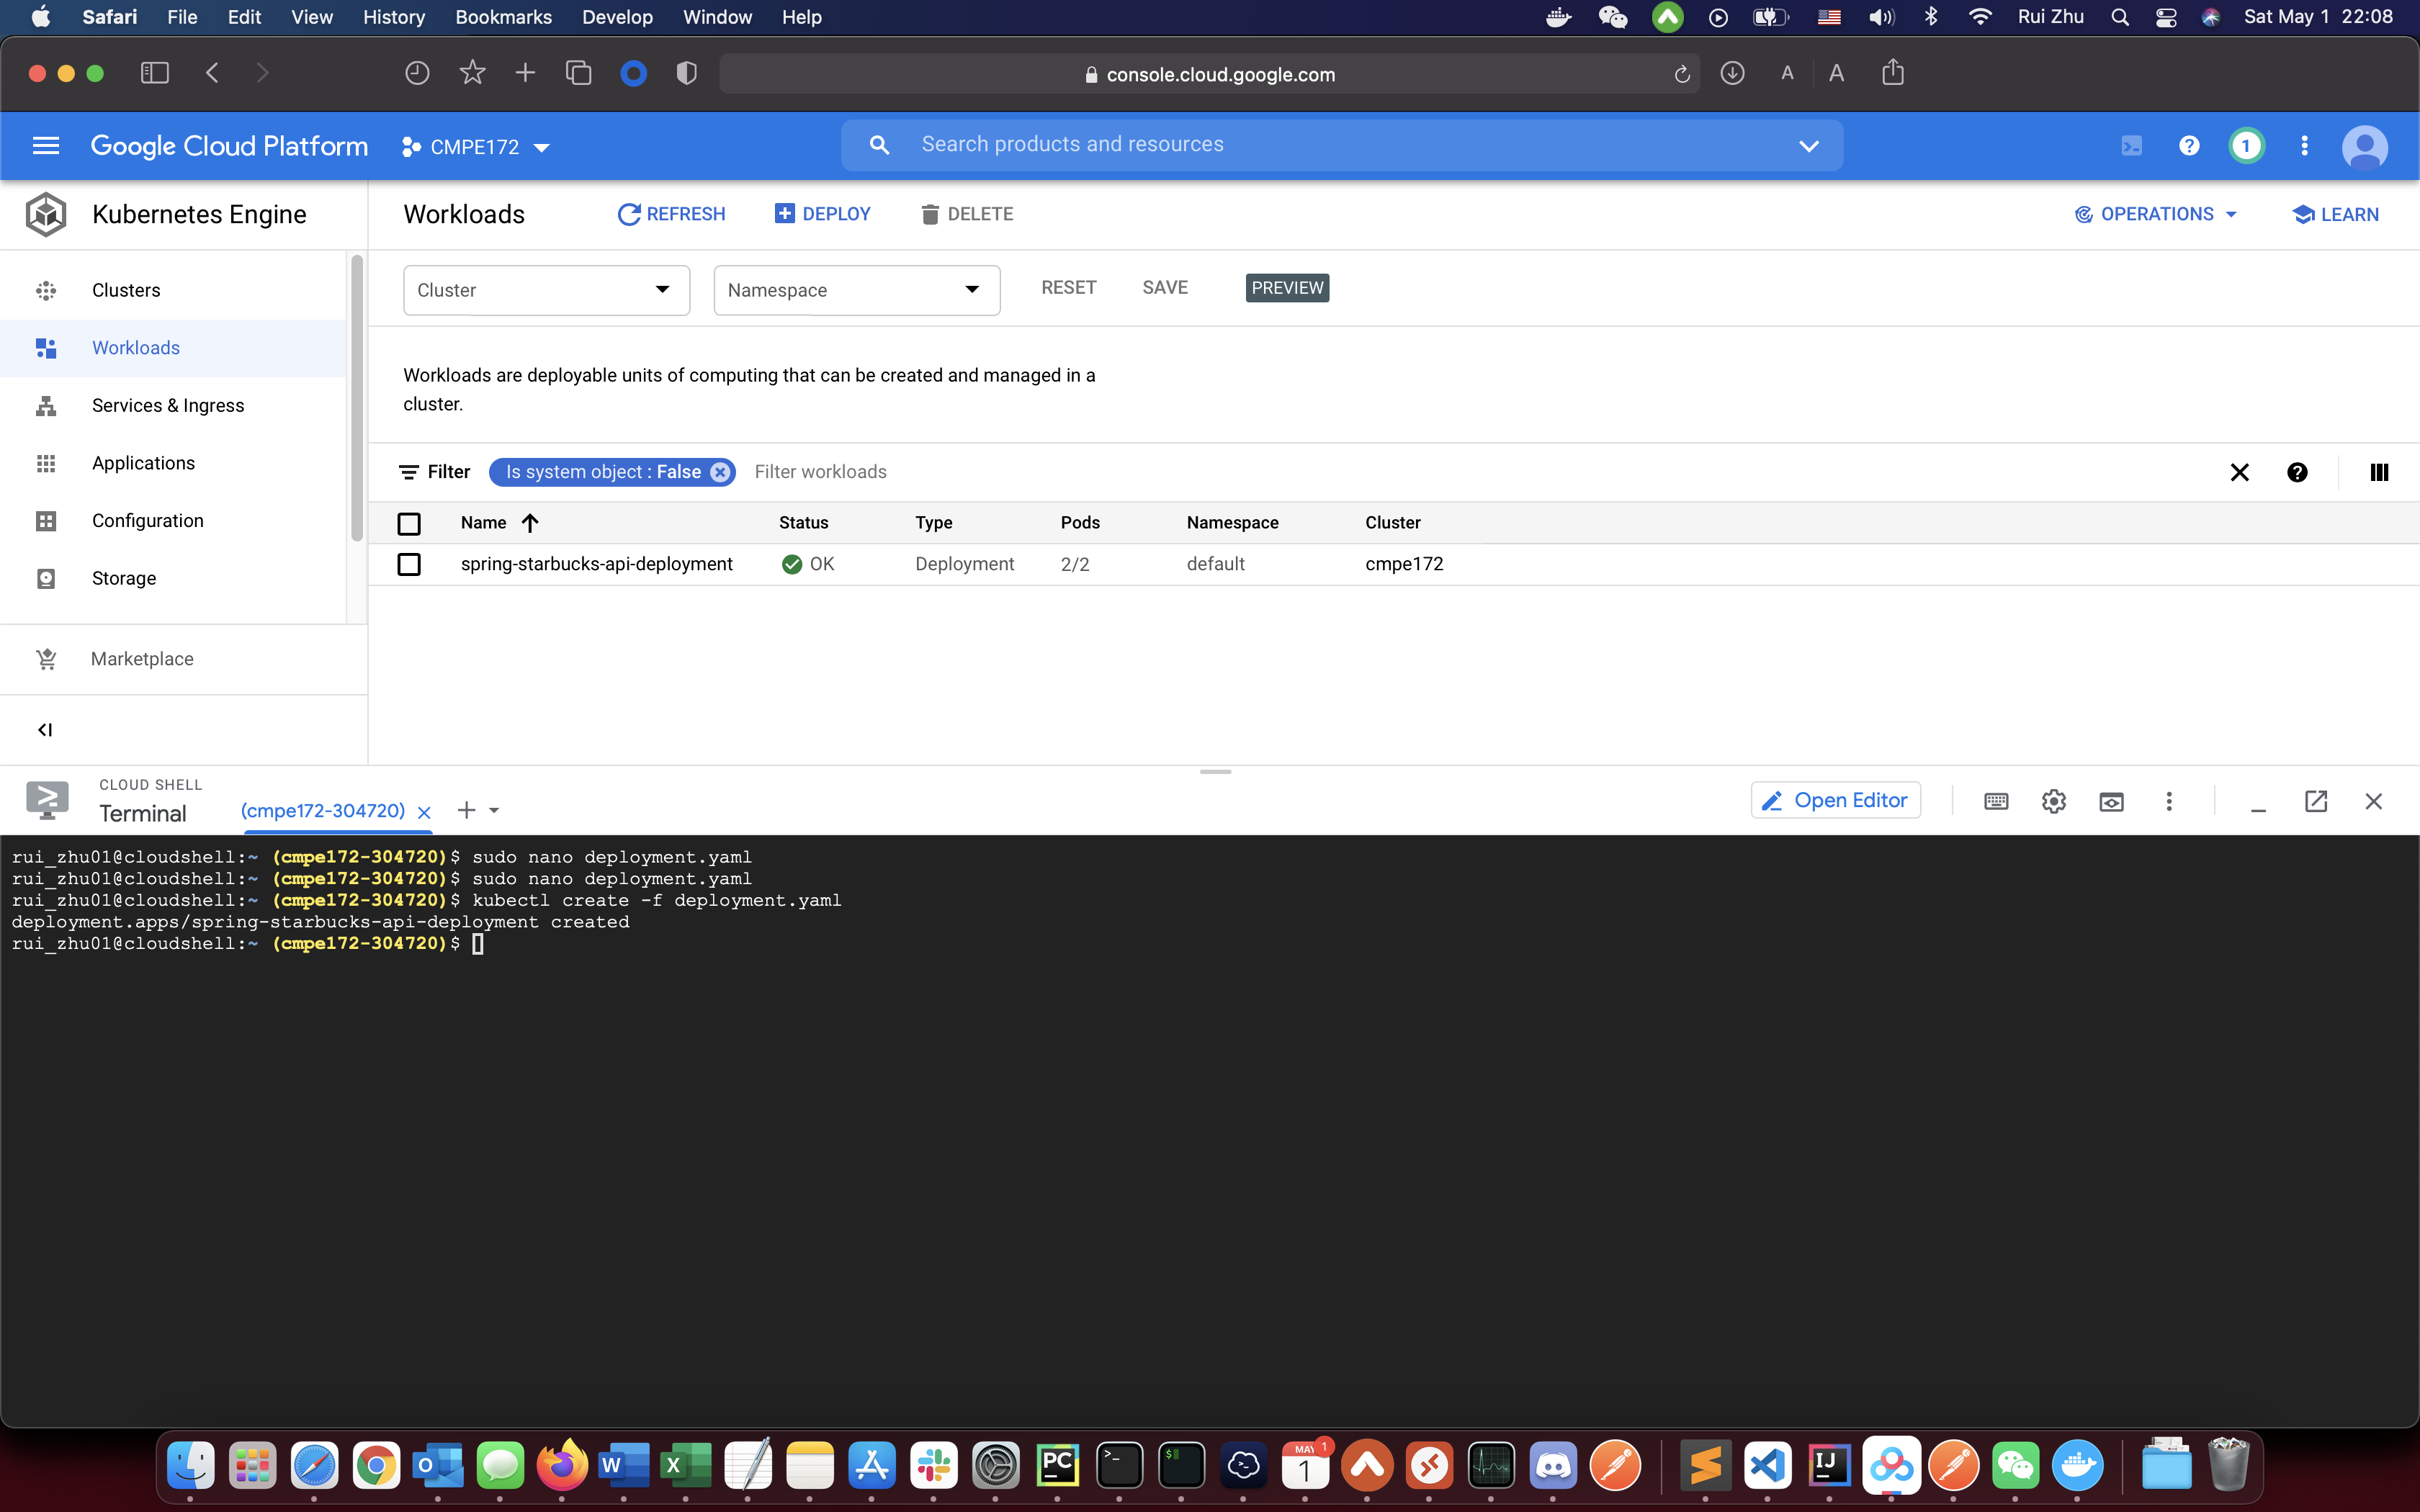 Safari File Edit View History Bookmarks Develop Window Help Rui Zhu Sat May 1 22:08
console.cloud.google.com A A
Google Cloud Platform CMPE172 Search products and resources 1
Kubernetes Engine Workloads REFRESH DEPLOY DELETE OPERATIONS LEARN
Clusters
Workloads
Services & Ingress
Applications
Configuration
Storage
Marketplace
Cluster Namespace RESET SAVE PREVIEW
Workloads are deployable units of computing that can be created and managed in a
cluster.
Filter Is system object : False Filter workloads
Name Status Type Pods Namespace Cluster
spring-starbucks-api-deployment OK Deployment 2/2 default cmpe172
CLOUD SHELL
Terminal (cmpe172-304720) Open Editor
rui_zhu01@cloudshell:~ (cmpe172-304720)$ sudo nano deployment.yaml
rui_zhu01@cloudshell:~ (cmpe172-304720)$ sudo nano deployment.yaml
rui_zhu01@cloudshell:~ (cmpe172-304720)$ kubectl create -f deployment.yaml
deployment.apps/spring-starbucks-api-deployment created
rui_zhu01@cloudshell:~ (cmpe172-304720)$
O W X PC >_ $ MAY 1 1 IJ